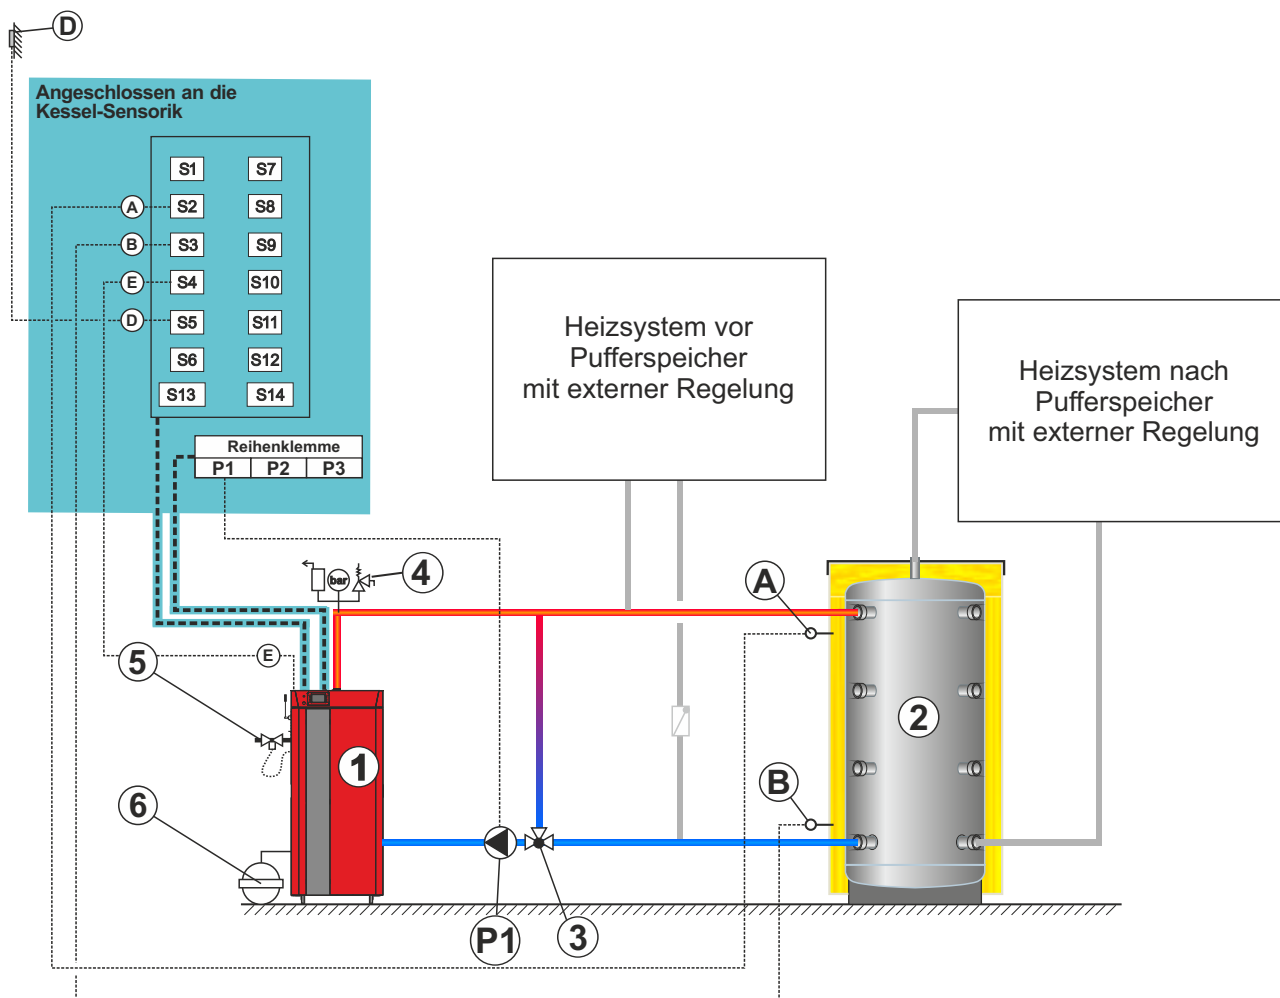 D
Angeschlossen an die
Kessel-Sensorik
S1 S7
A S2 S8
B S3 S9
E S4 S10
D S5 S11
S6 S12
S13 S14
Reihenklemme
P1 P2 P3
Heizsystem vor
Pufferspeicher
mit externer Regelung
Heizsystem nach
Pufferspeicher
mit externer Regelung
bar
4
A
E
5
2
1
B
6
P1
3